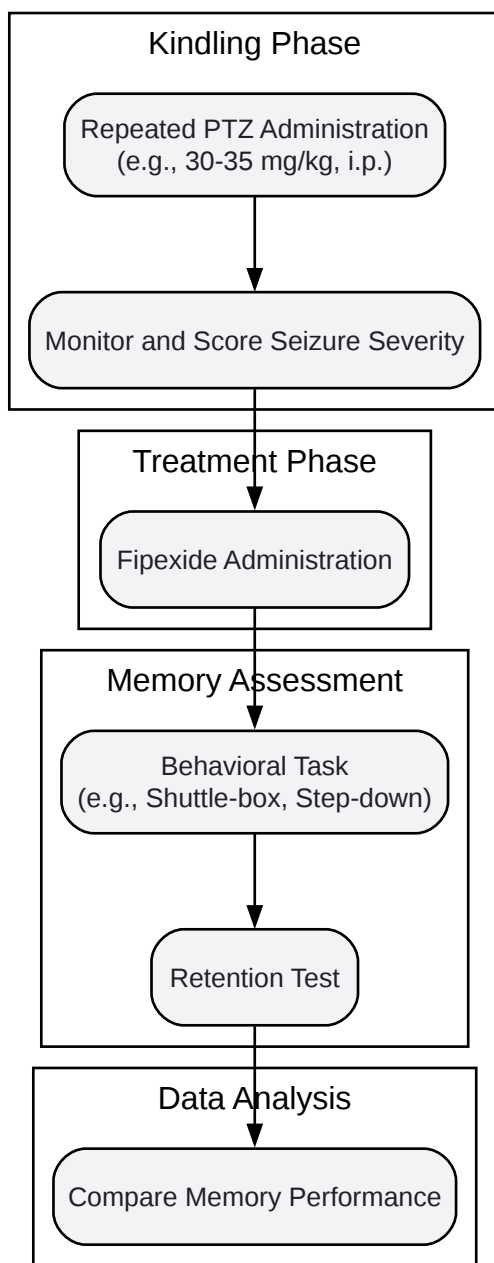 Kindling Phase
Repeated PTZ Administration
(e.g., 30-35 mg/kg, i.p.)
Monitor and Score Seizure Severity
Treatment Phase
Fipexide Administration
Memory Assessment
Behavioral Task
(e.g., Shuttle-box, Step-down)
Retention Test
Data Analysis
Compare Memory Performance